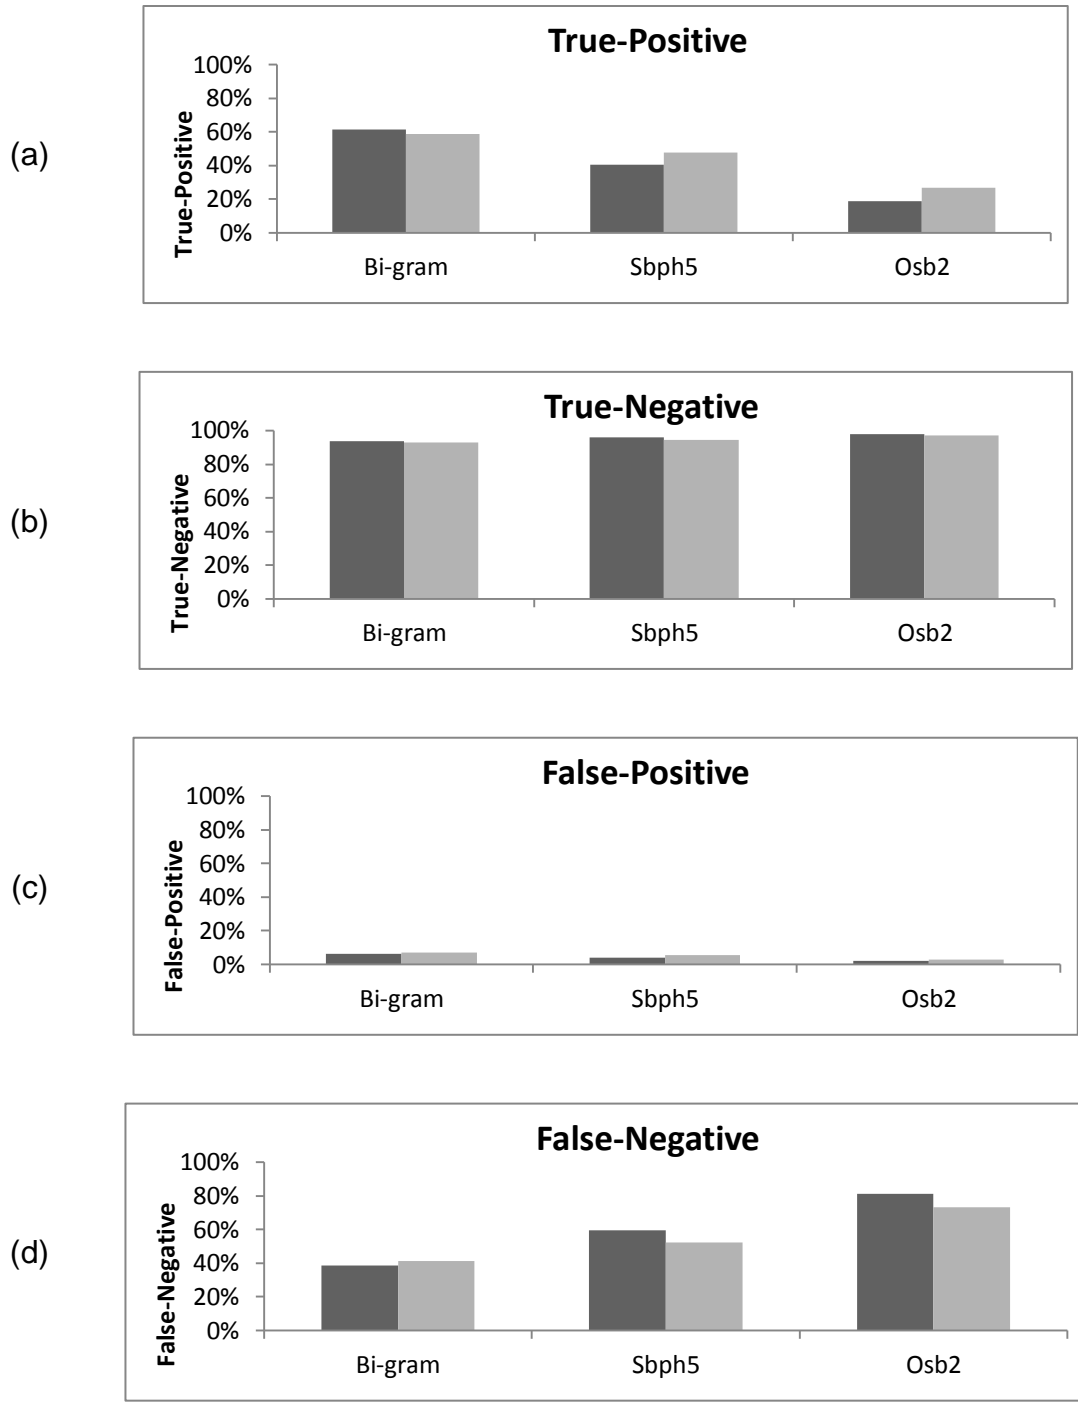 (a)
True-Positive
True-Positive
100%
80%
60%
40%
20%
0%
Bi-gram Sbph5 Osb2
(b)
True-Negative
True-Negative
100%
80%
60%
40%
20%
0%
Bi-gram Sbph5 Osb2
(c)
False-Positive
False-Positive
100%
80%
60%
40%
20%
0%
Bi-gram Sbph5 Osb2
(d)
False-Negative
False-Negative
100%
80%
60%
40%
20%
0%
Bi-gram Sbph5 Osb2